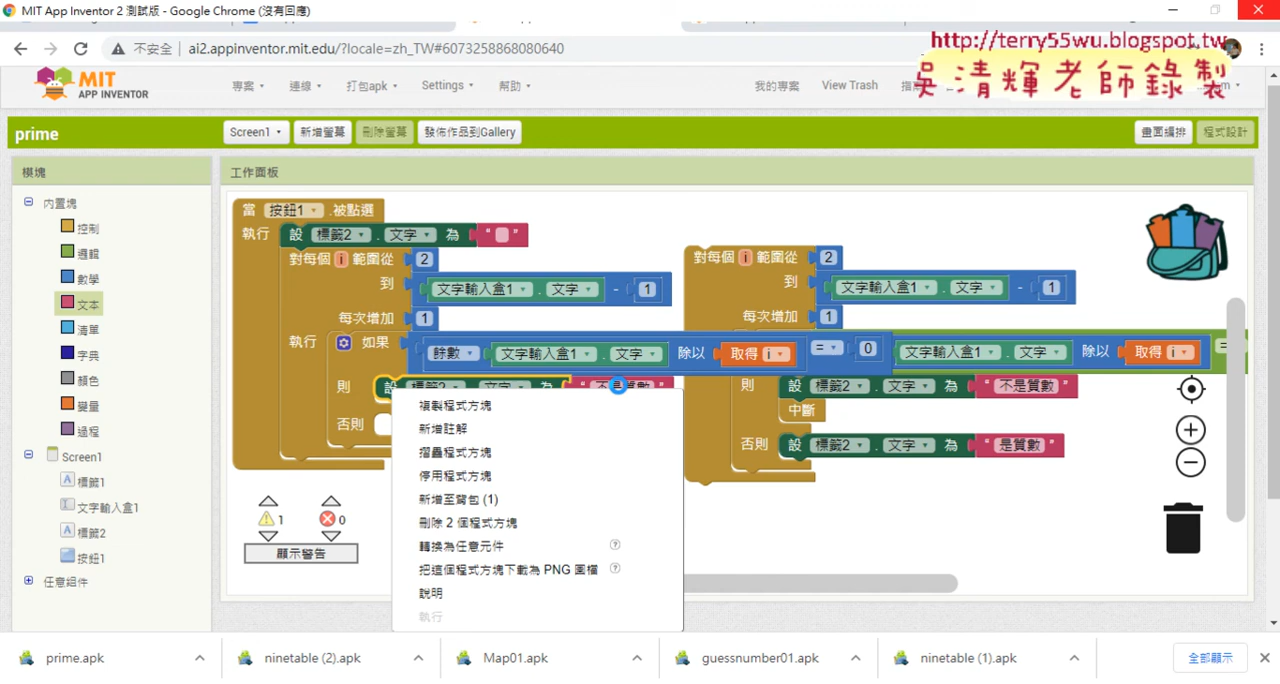 MIT App Inventor 2 測試版 - Google Chrome (沒有回應)
不安全 | ai2.appinventor.mit.edu/?locale=zh_TW#6073258868080640
http://terry55wu.blogspot.tw
吳清輝老師錄製
MIT
APP INVENTOR
專案 連線 打包apk Settings 幫助 我的專案 View Trash
prime Screen1 新增螢幕 刪除螢幕 發佈作品到Gallery 畫面編排 程式設計
模塊
工作面板
內置塊
控制
邏輯
數學
文本
清單
字典
顏色
變量
過程
Screen1
標籤1
文字輸入盒1
標籤2
按鈕1
任意組件
當 按鈕1 .被點選
執行 設 標籤2 . 文字 為 " "
對每個 i 範圍從 2
到 文字輸入盒1 . 文字 - 1
每次增加 1
執行 如果 餘數 文字輸入盒1 . 文字 除以 取得 i = 0
則 設 標籤2 . 文字 為 " 不是質數 "
否則
對每個 i 範圍從 2
到 文字輸入盒1 . 文字 - 1
每次增加 1
文字輸入盒1 . 文字 除以 取得 i =
則 設 標籤2 . 文字 為 " 不是質數 "
中斷
否則 設 標籤2 . 文字 為 " 是質數 "
1 0
顯示警告
複製程式方塊
新增註解
摺疊程式方塊
停用程式方塊
新增至背包 (1)
刪除 2 個程式方塊
轉換為任意元件 ?
把這個程式方塊下載為 PNG 圖檔 ?
說明
執行
prime.apk ninetable (2).apk Map01.apk guessnumber01.apk ninetable (1).apk 全部顯示